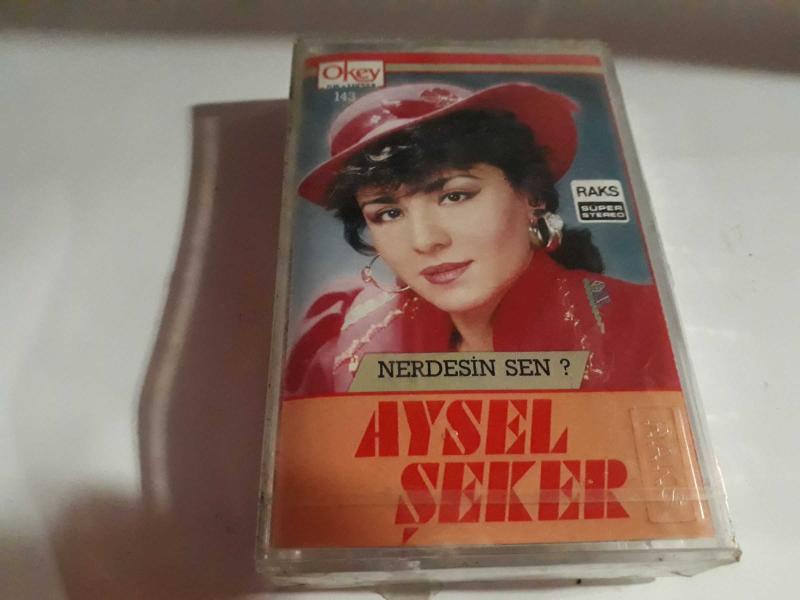 Okey
143
RAKS
SÜPER
STEREO
NERDESİN SEN ?
AYSEL
ŞEKER
RAKS